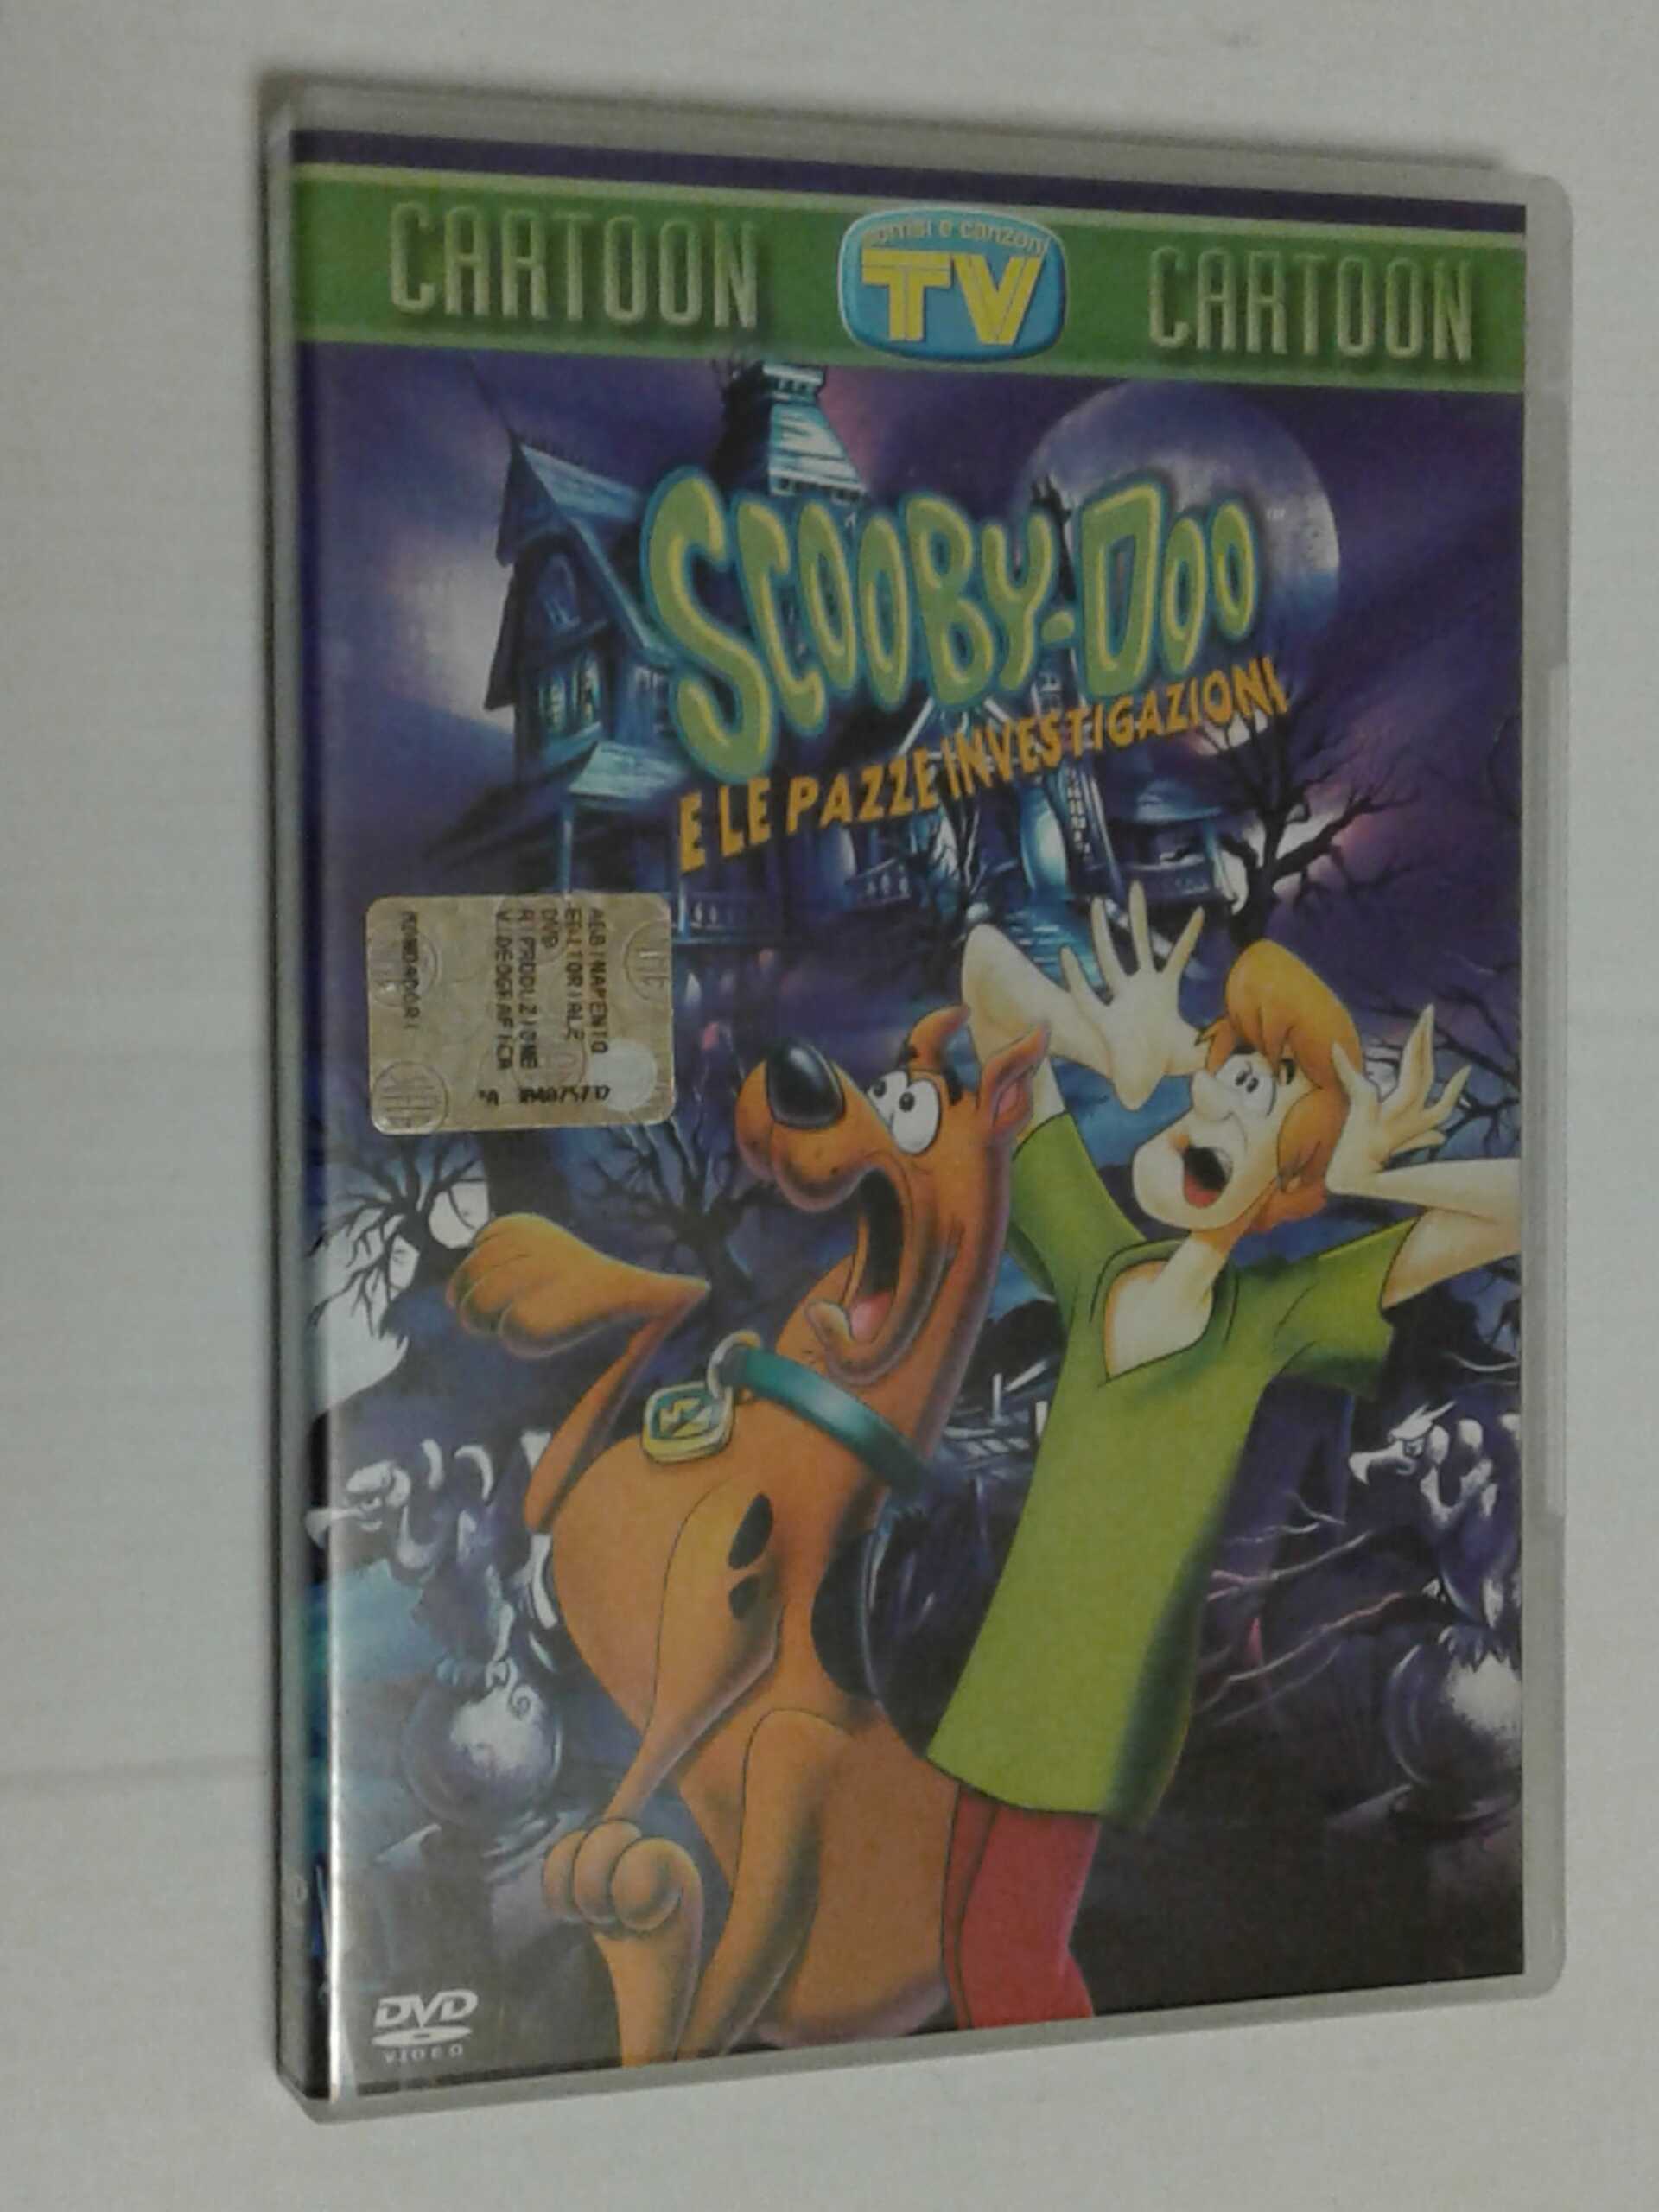 CARTOON
sorrisi e canzoni
TV
CARTOON
SCOOBY-DOO
E LE PAZZE INVESTIGAZIONI
ABBINAMENTO
EDITORIALE
DVD
RIPRODUZIONE
VIDEOGRAFICA
MONDADORI
DVD
VIDEO